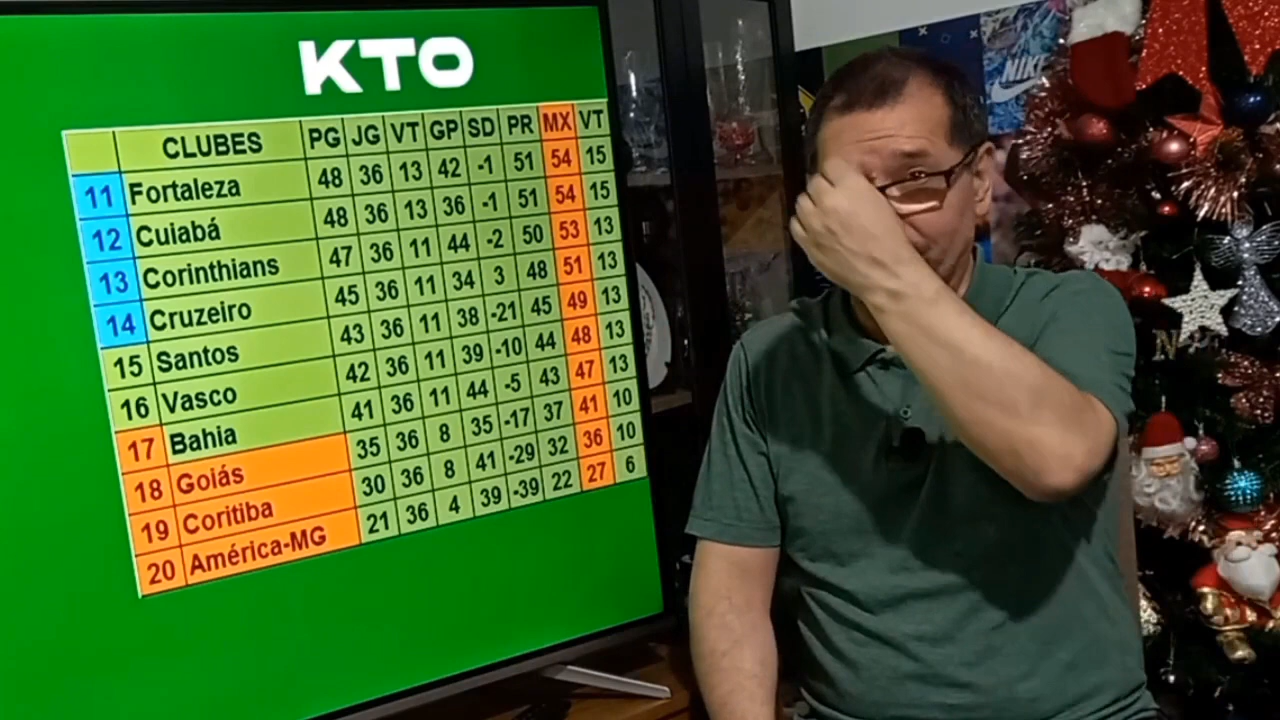 KTO
CLUBES PG JG VT GP SD PR MX VT
11 Fortaleza 48 36 13 42 -1 51 54 15
12 Cuiabá 48 36 13 36 -1 51 54 15
13 Corinthians 47 36 11 44 -2 50 53 13
14 Cruzeiro 45 36 11 34 3 48 51 13
15 Santos 43 36 11 38 -21 45 49 13
16 Vasco 42 36 11 39 -10 44 48 13
17 Bahia 41 36 11 44 -5 43 47 13
18 Goiás 35 36 8 35 -17 37 41 10
19 Coritiba 30 36 8 41 -29 32 36 10
20 América-MG 21 36 4 39 -39 22 27 6
NIKE